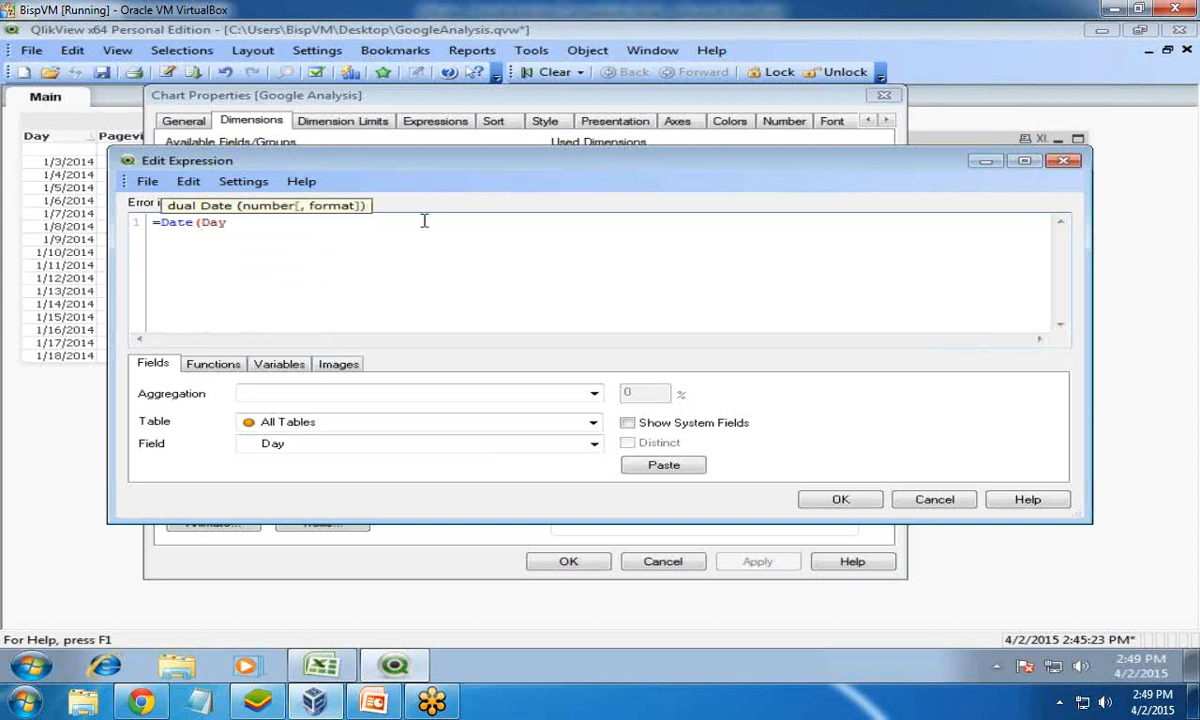 BispVM [Running] - Oracle VM VirtualBox
QlikView x64 Personal Edition - [C:\Users\BispVM\Desktop\GoogleAnalysis.qvw*]
File Edit View Selections Layout Settings Bookmarks Reports Tools Object Window Help
Clear Back Forward Lock Unlock
Main
Chart Properties [Google Analysis]
General Dimensions Dimension Limits Expressions Sort Style Presentation Axes Colors Number Font
Available Fields/Groups Used Dimensions
Day Pagevi
XL
1/3/2014
1/4/2014
1/5/2014
1/6/2014
1/7/2014
1/8/2014
1/9/2014
1/10/2014
1/11/2014
1/12/2014
1/13/2014
1/14/2014
1/15/2014
1/16/2014
1/17/2014
1/18/2014
Edit Expression
File Edit Settings Help
Error i
dual Date (number[, format])
1 =Date(Day
Fields Functions Variables Images
Aggregation 0 %
Table All Tables Show System Fields
Field Day Distinct
Paste
OK Cancel Help
OK Cancel Apply Help
For Help, press F1 4/2/2015 2:45:23 PM*
2:49 PM
4/2/2015
2:49 PM
4/2/2015